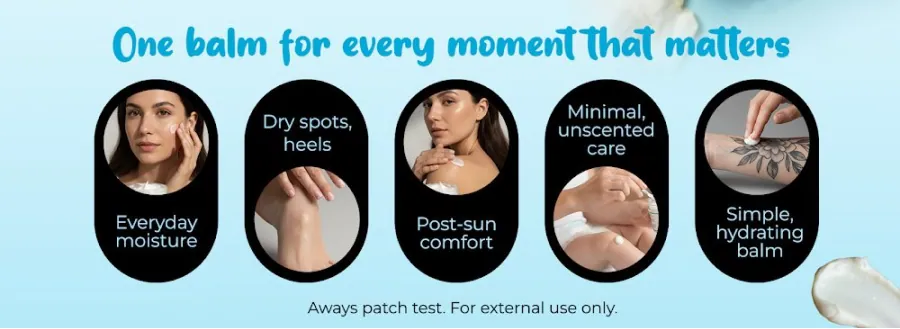 One balm for every moment that matters
Everyday
moisture
Dry spots,
heels
Post-sun
comfort
Minimal,
unscented
care
Simple,
hydrating
balm
Aways patch test. For external use only.